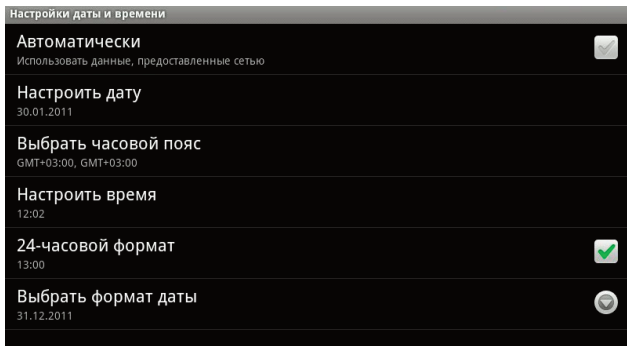 Настройки даты и времени
Автоматически
Использовать данные, предоставленные сетью
Настроить дату
30.01.2011
Выбрать часовой пояс
GMT+03:00, GMT+03:00
Настроить время
12:02
24-часовой формат
13:00
Выбрать формат даты
31.12.2011